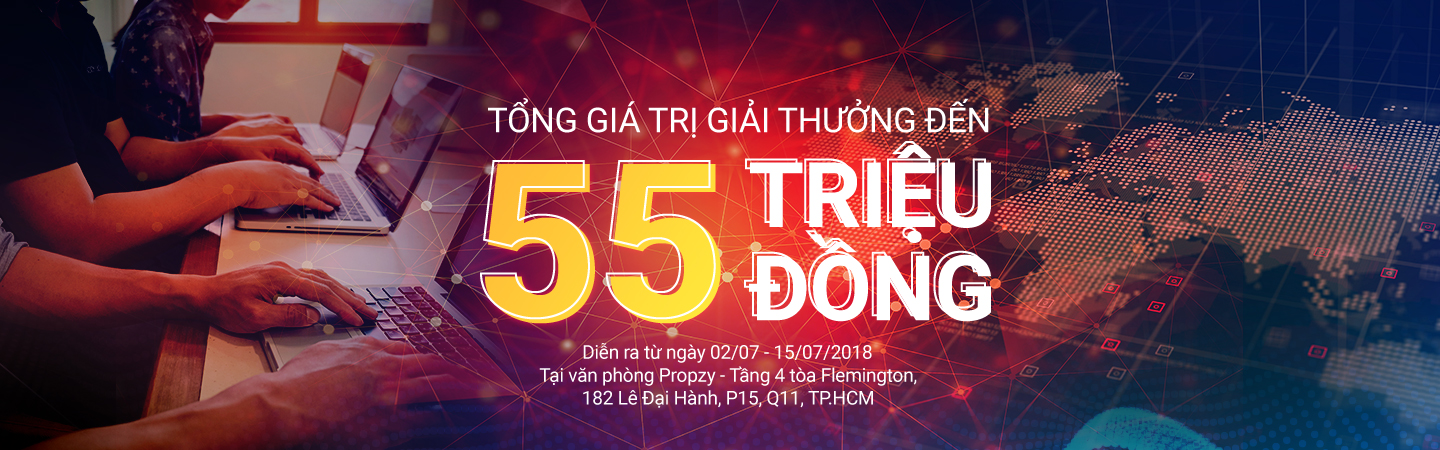 TỔNG GIÁ TRỊ GIẢI THƯỞNG ĐẾN
55 TRIỆU
ĐỒNG
Diễn ra từ ngày 02/07 - 15/07/2018
Tại văn phòng Propzy - Tầng 4 tòa Flemington,
182 Lê Đại Hành, P15, Q11, TP.HCM